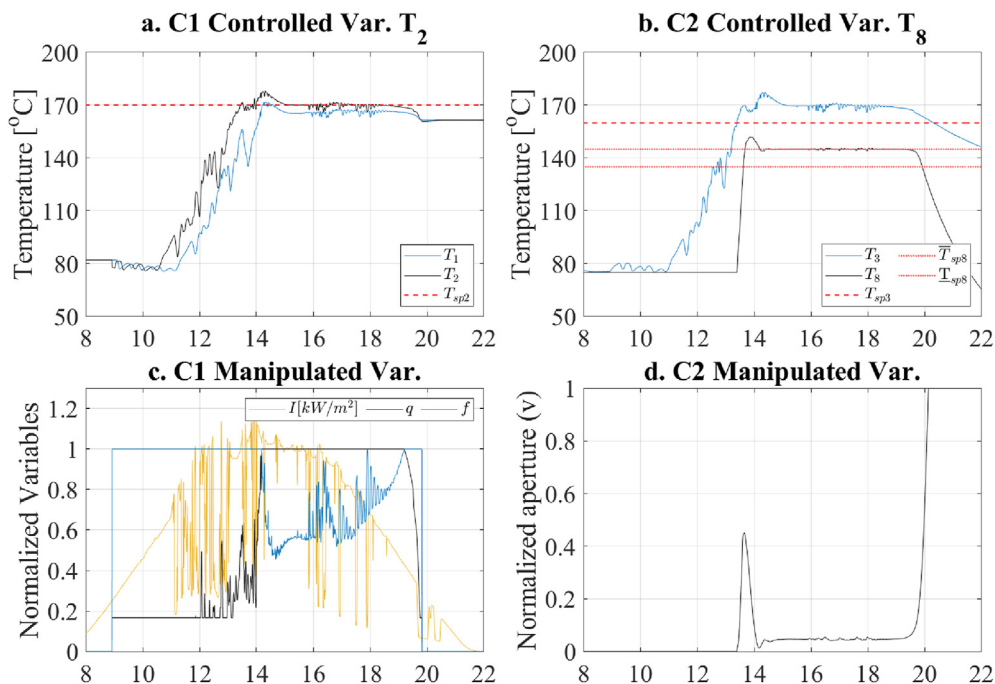 a. C1 Controlled Var. T2
b. C2 Controlled Var. T8
Temperature [°C]
200
170
140
110
80
50
T1
T2
Tsp2
8 10 12 14 16 18 20 22
Temperature [°C]
200
170
140
110
80
50
T3 T̅sp8
T8 T̲sp8
Tsp3
8 10 12 14 16 18 20 22
c. C1 Manipulated Var.
d. C2 Manipulated Var.
Normalized Variables
1.2
1
0.8
0.6
0.4
0.2
0
I[kW/m²] q f
8 10 12 14 16 18 20 22
Normalized aperture (v)
1
0.8
0.6
0.4
0.2
0
8 10 12 14 16 18 20 22